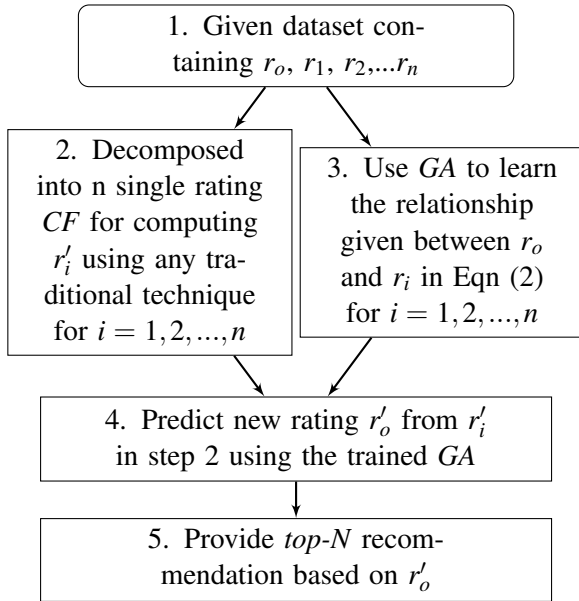 1. Given dataset con-
taining r_o, r_1, r_2,...r_n
2. Decomposed
into n single rating
CF for computing
r'_i using any tra-
ditional technique
for i = 1,2,...,n
3. Use GA to learn
the relationship
given between r_o
and r_i in Eqn (2)
for i = 1,2,...,n
4. Predict new rating r'_o from r'_i
in step 2 using the trained GA
5. Provide top-N recom-
mendation based on r'_o